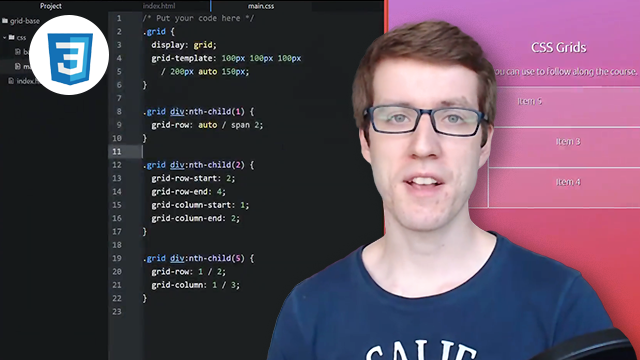 Project
index.html
main.css
grid-base
css
index.h
3
1 /* Put your code here */
2 .grid {
3 display: grid;
4 grid-template: 100px 100px 100px
5 / 200px auto 150px;
6 }
7
8 .grid div:nth-child(1) {
9 grid-row: auto / span 2;
10 }
11
12 .grid div:nth-child(2) {
13 grid-row-start: 2;
14 grid-row-end: 4;
15 grid-column-start: 1;
16 grid-column-end: 2;
17 }
18
19 .grid div:nth-child(5) {
20 grid-row: 1 / 2;
21 grid-column: 1 / 3;
22 }
23
CSS Grids
you can use to follow along the course.
Item 5
Item 3
Item 4